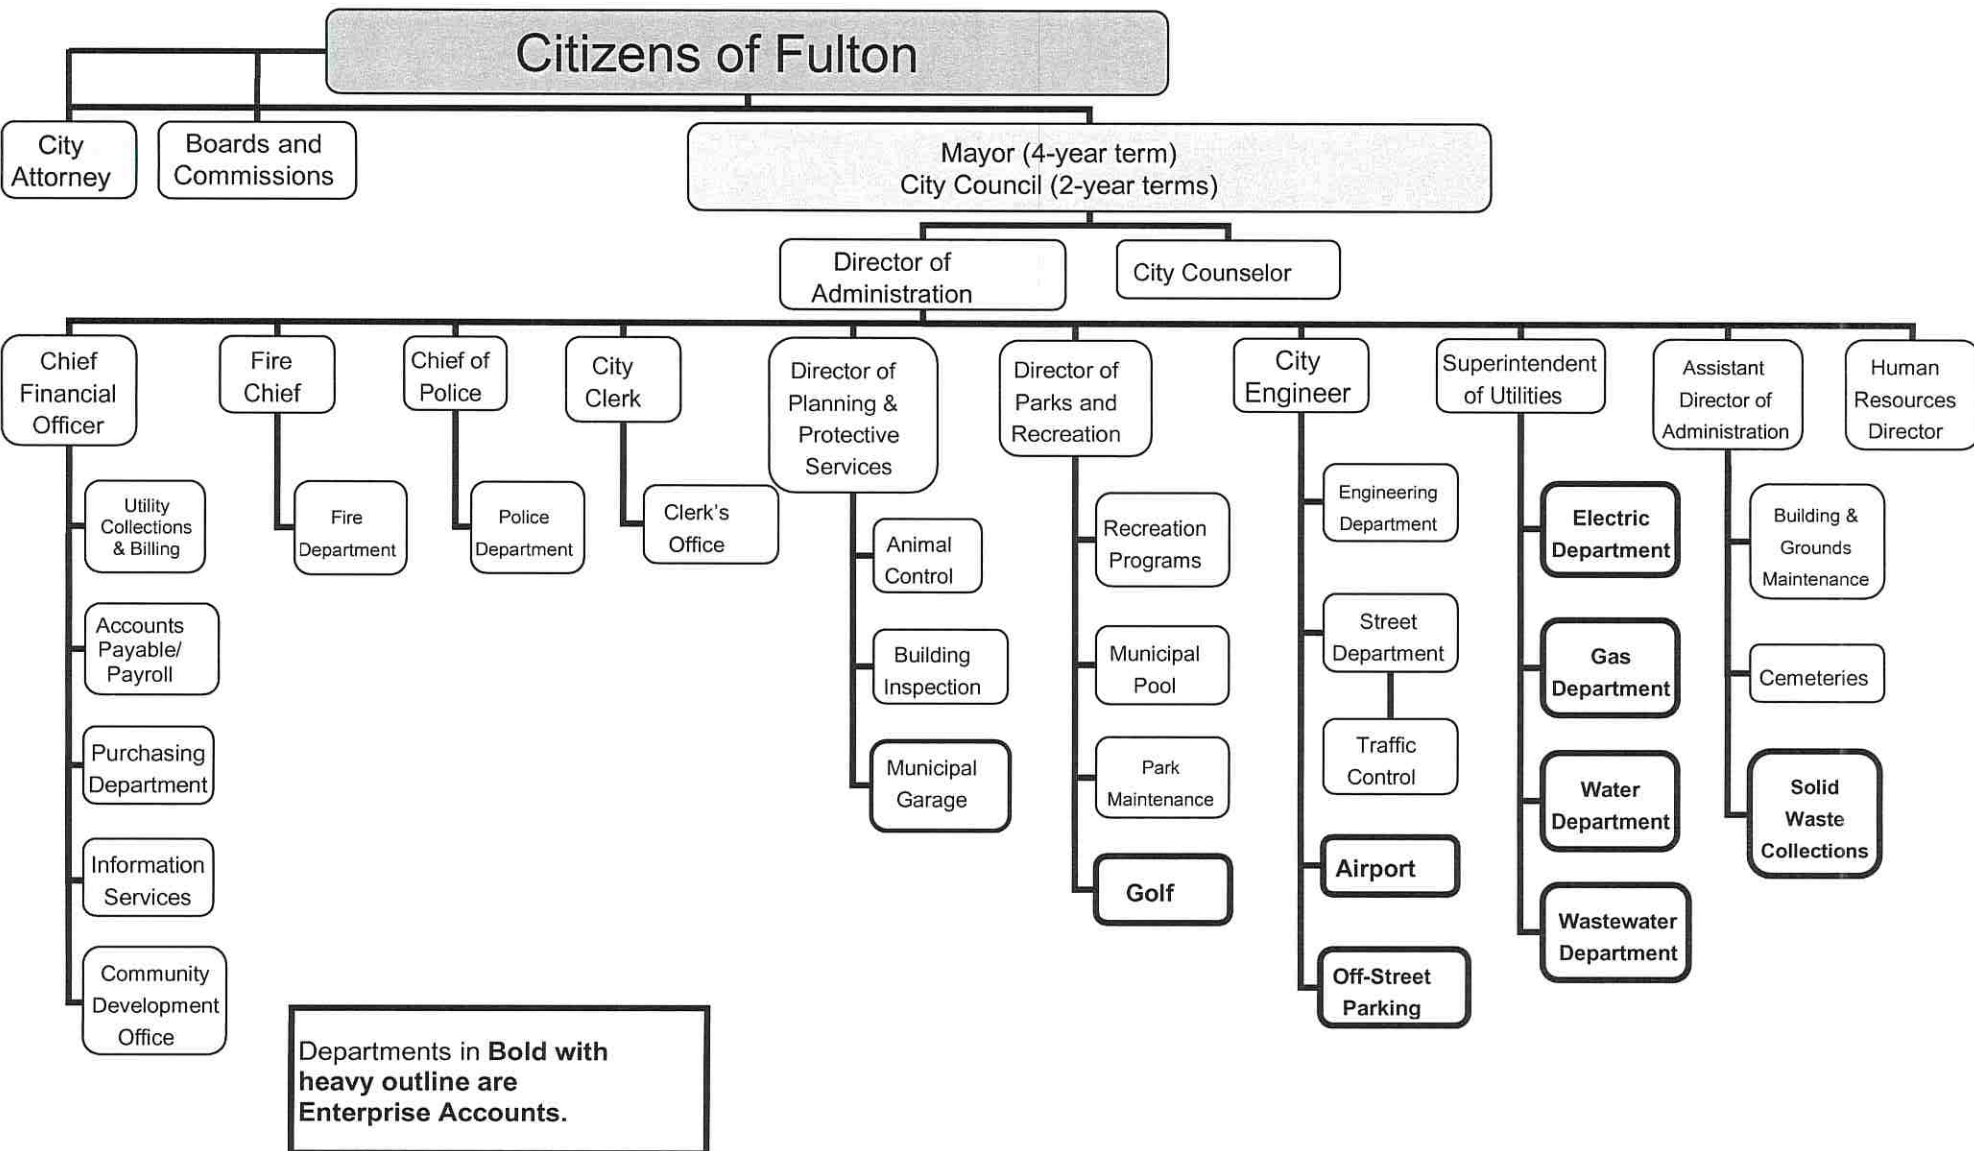 Citizens of Fulton
City
Attorney
Boards and
Commissions
Mayor (4-year term)
City Council (2-year terms)
Director of
Administration
City Counselor
Chief
Financial
Officer
Fire
Chief
Chief of
Police
City
Clerk
Director of
Planning &
Protective
Services
Director of
Parks and
Recreation
City
Engineer
Superintendent
of Utilities
Assistant
Director of
Administration
Human
Resources
Director
Utility
Collections
& Billing
Accounts
Payable/
Payroll
Purchasing
Department
Information
Services
Community
Development
Office
Fire
Department
Police
Department
Clerk's
Office
Animal
Control
Building
Inspection
Municipal
Garage
Recreation
Programs
Municipal
Pool
Park
Maintenance
Golf
Engineering
Department
Street
Department
Traffic
Control
Airport
Off-Street
Parking
Electric
Department
Gas
Department
Water
Department
Wastewater
Department
Building &
Grounds
Maintenance
Cemeteries
Solid
Waste
Collections
Departments in Bold with
heavy outline are
Enterprise Accounts.